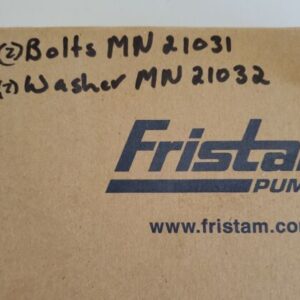 (2) Bolts MN 21031
(2) Washer MN 21032
Fristam
PUM
www.fristam.co